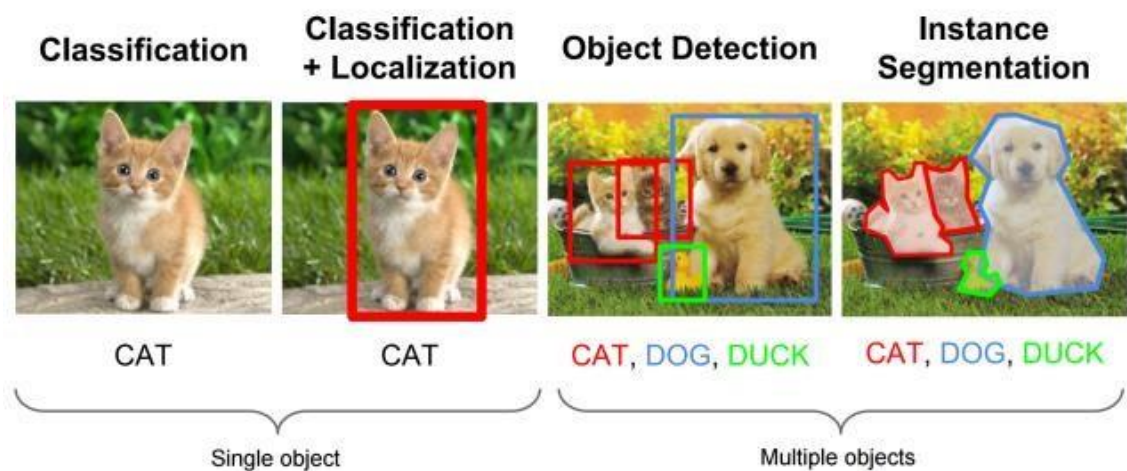 Classification
Classification
+ Localization
Object Detection
Instance
Segmentation
CAT
CAT
CAT, DOG, DUCK
CAT, DOG, DUCK
Single object
Multiple objects